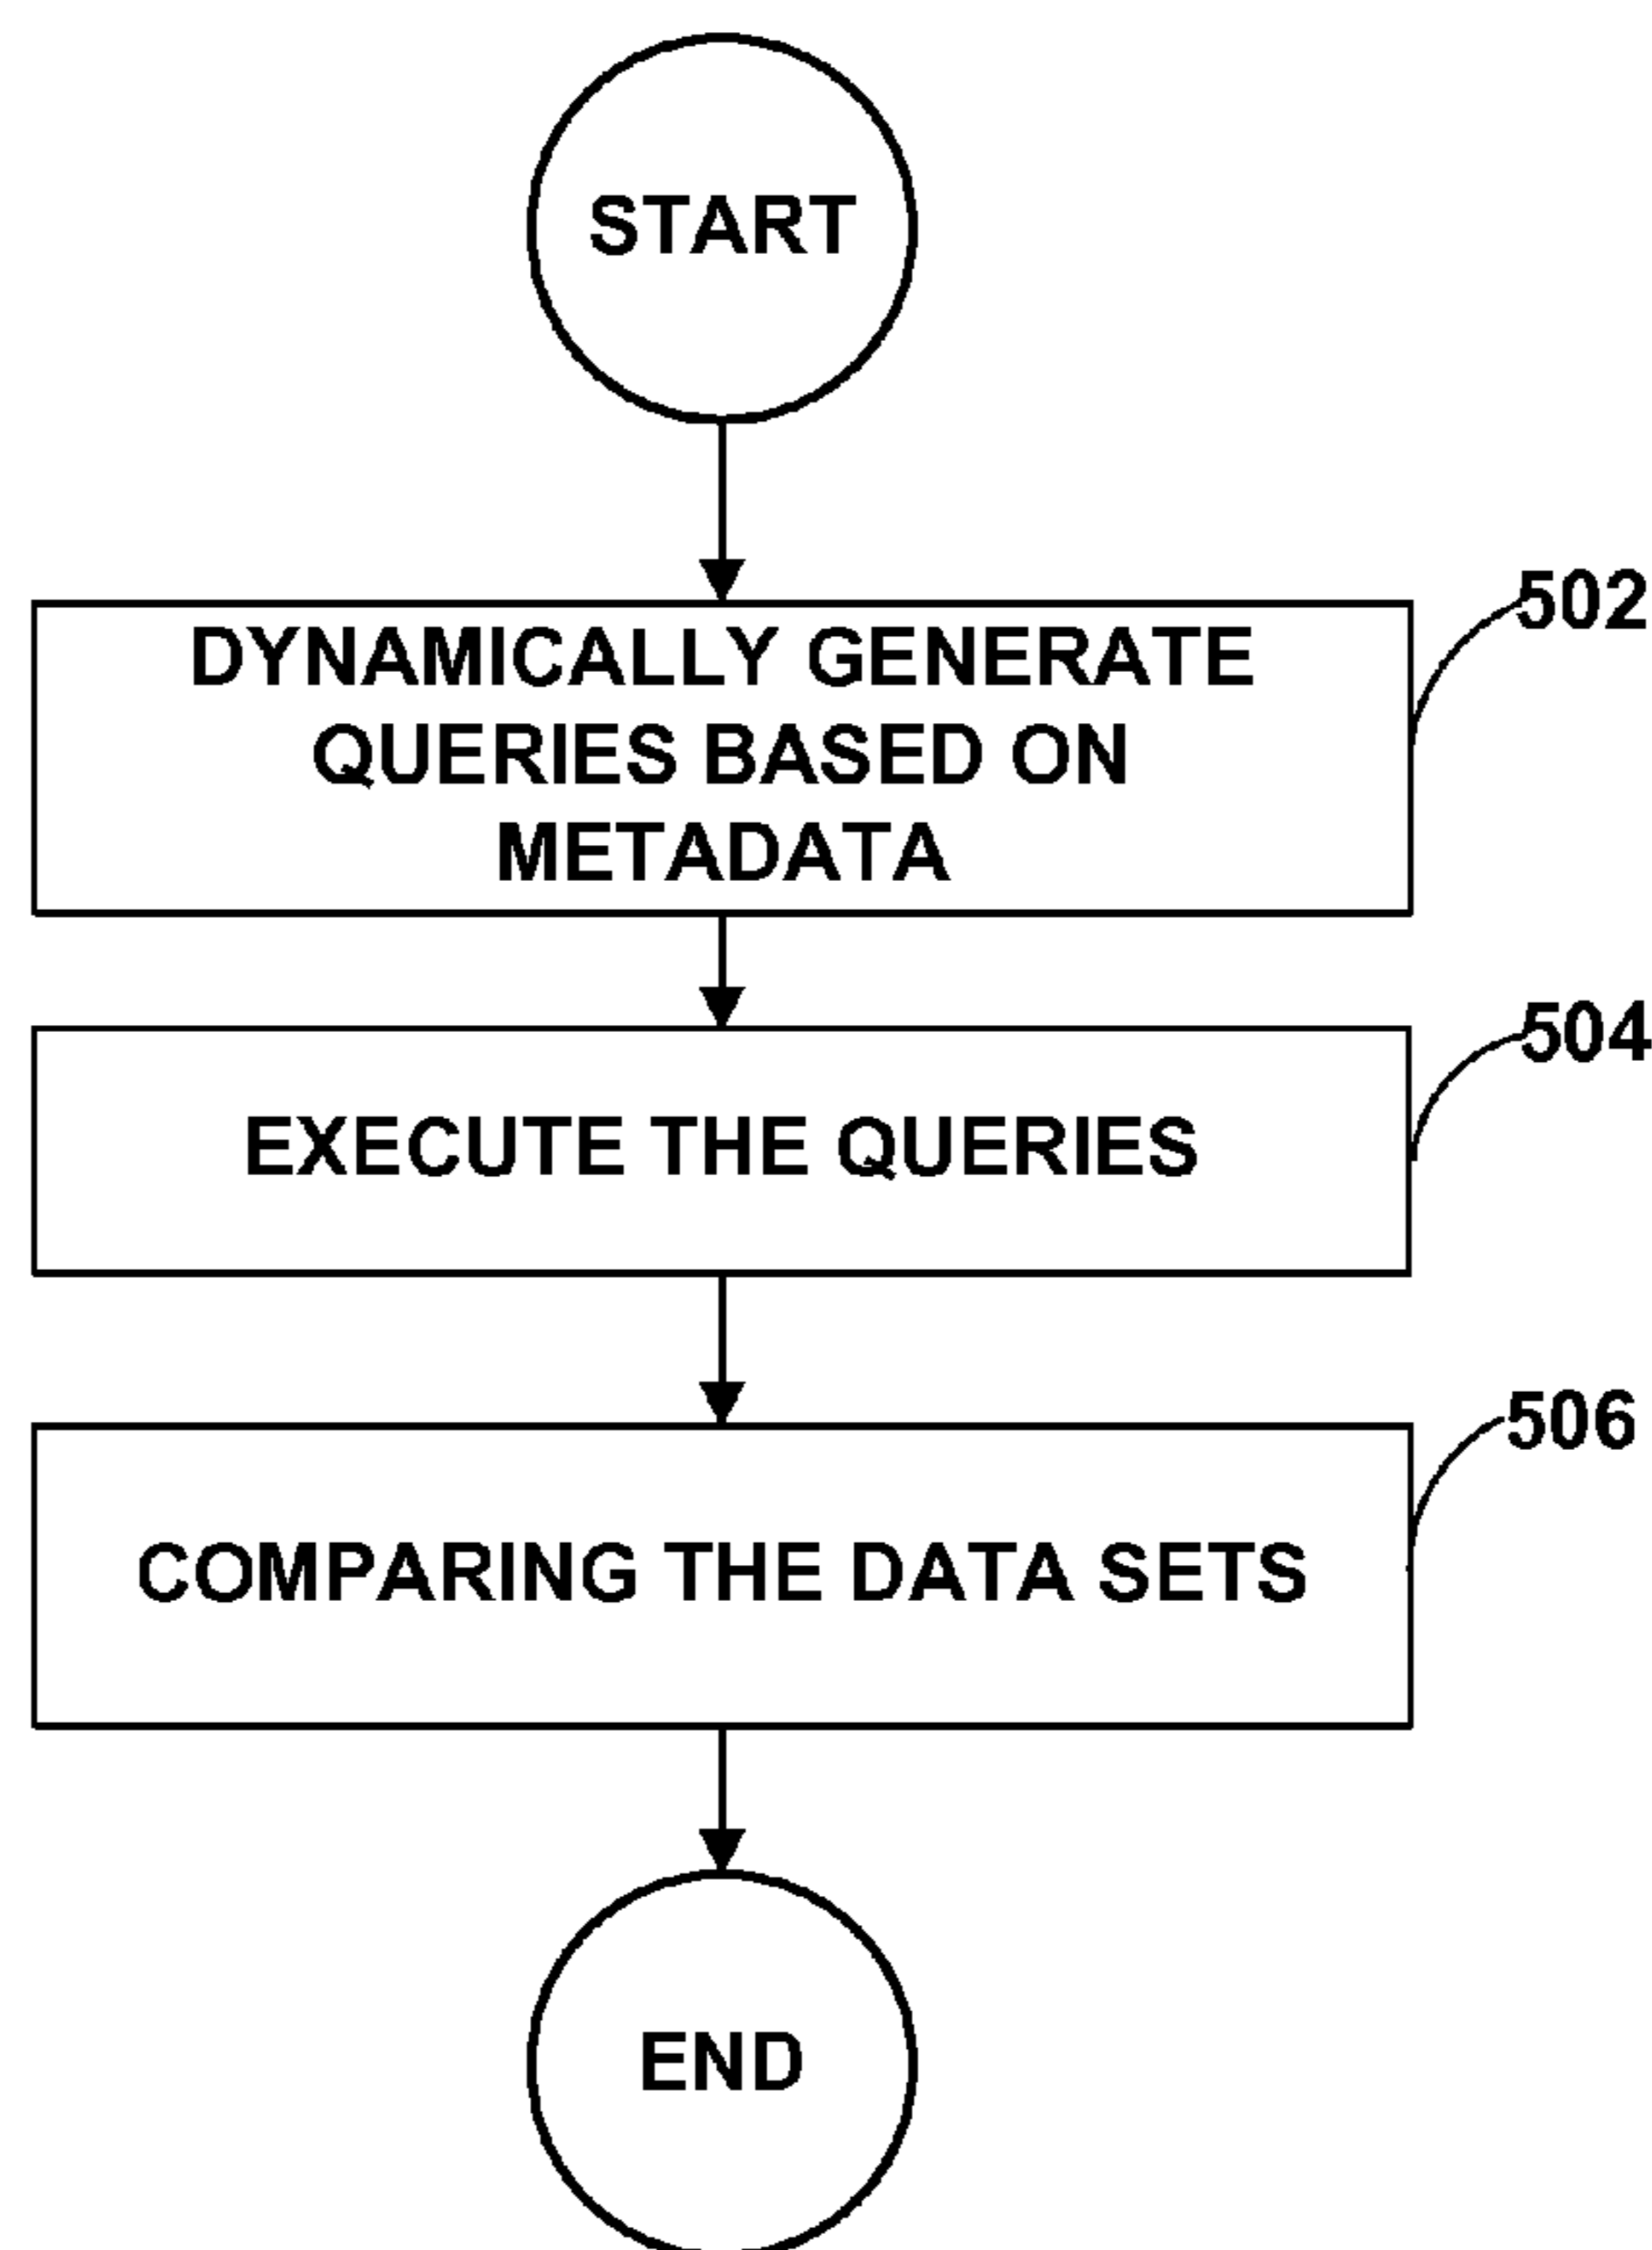 START
502
DYNAMICALLY GENERATE
QUERIES BASED ON
METADATA
504
EXECUTE THE QUERIES
506
COMPARING THE DATA SETS
END